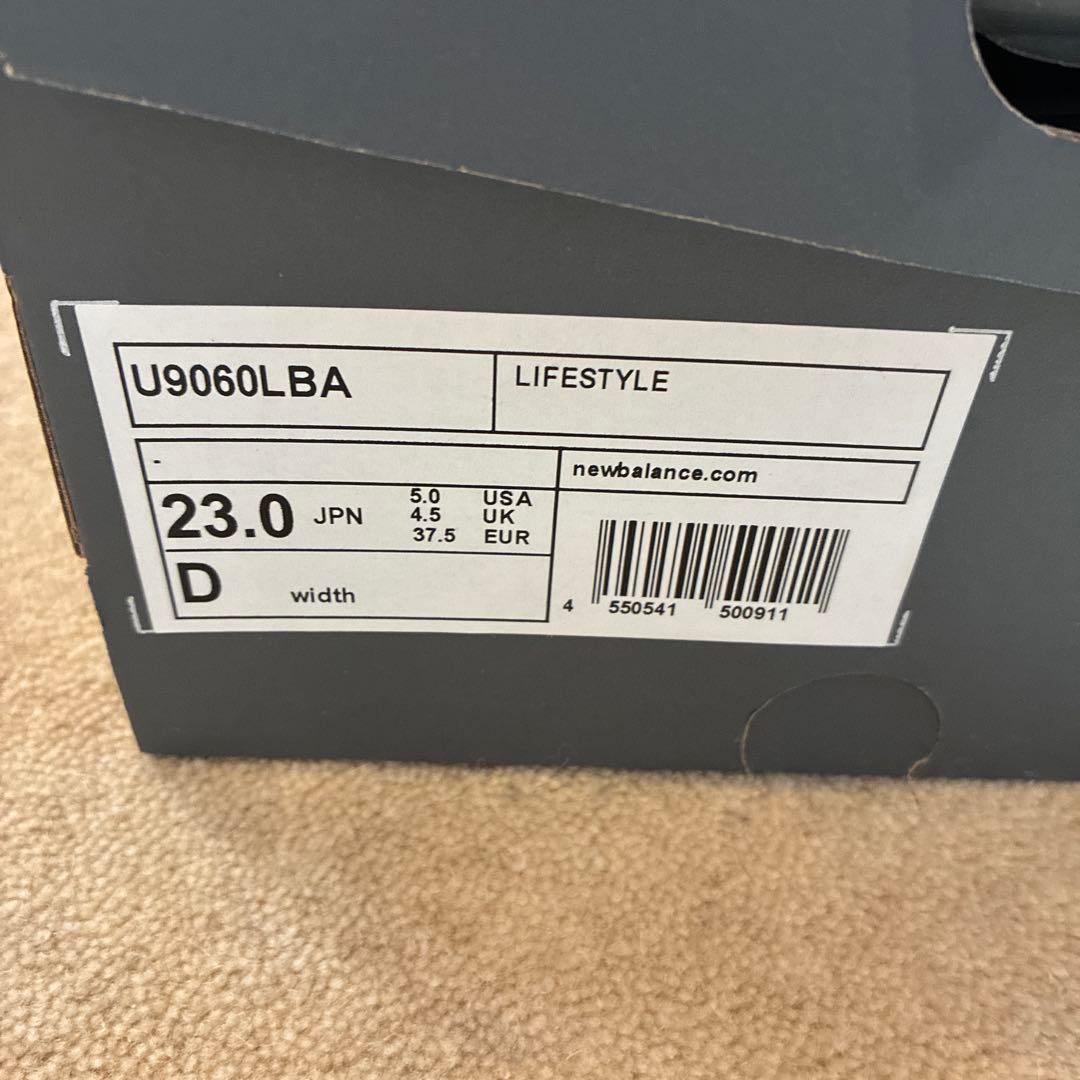 U9060LBA
LIFESTYLE
-
newbalance.com
23.0 JPN
5.0 USA
4.5 UK
37.5 EUR
D width
4 550541 500911